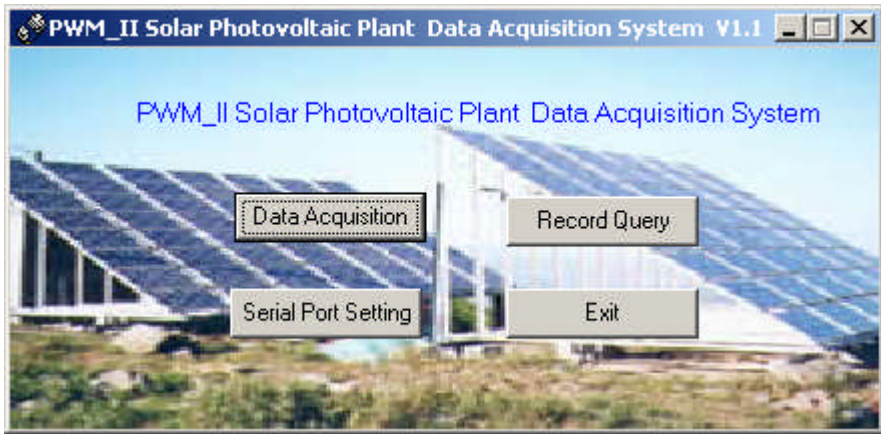 PWM_II Solar Photovoltaic Plant Data Acquisition System V1.1
PWM_II Solar Photovoltaic Plant Data Acquisition System
Data Acquisition
Record Query
Serial Port Setting
Exit